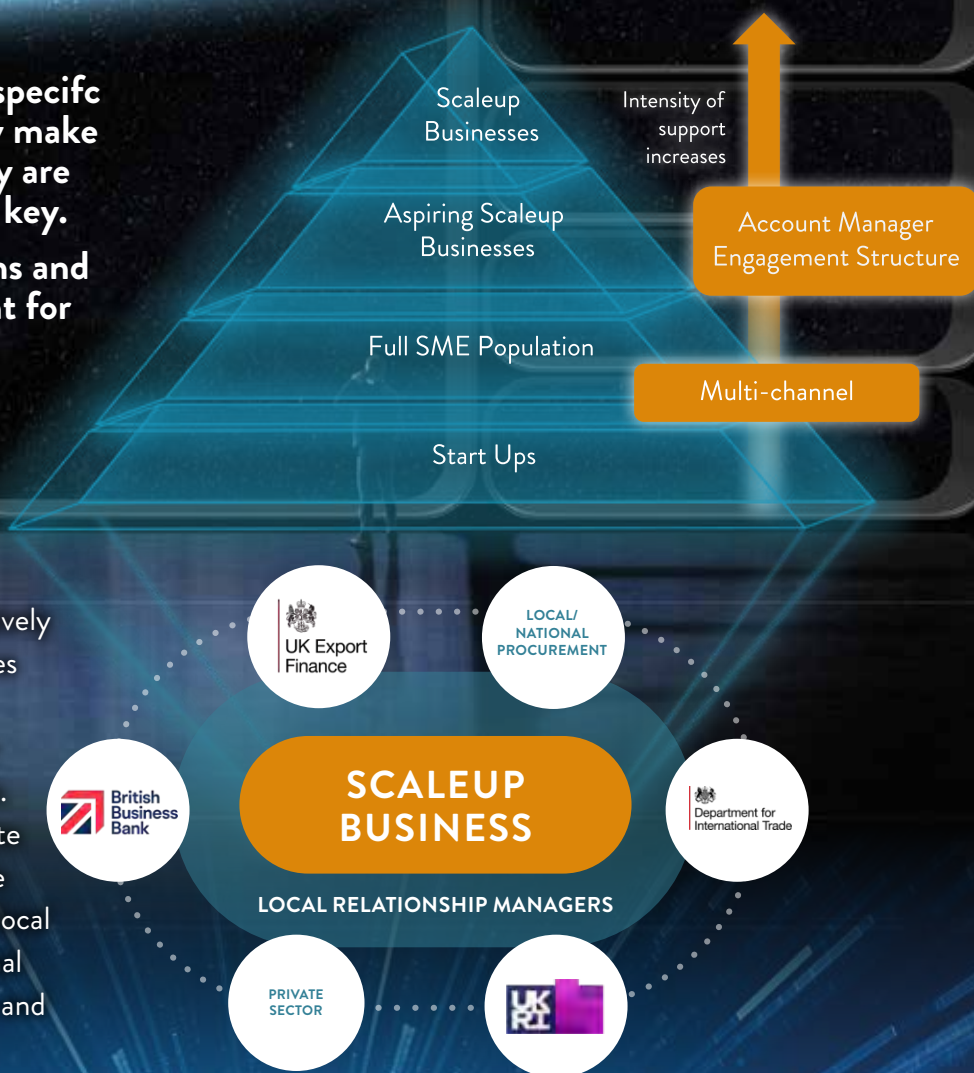 specifc
make
y are
key.
ns and
t for
Scaleup
Businesses
Intensity of
support
increases
Aspiring Scaleup
Businesses
Account Manager
Engagement Structure
Full SME Population
Multi-channel
Start Ups
vely
es
.
te
e
local
al
and
UK Export
Finance
LOCAL/
NATIONAL
PROCUREMENT
British
Business
Bank
SCALEUP
BUSINESS
Department for
International Trade
LOCAL RELATIONSHIP MANAGERS
PRIVATE
SECTOR
UK
RI